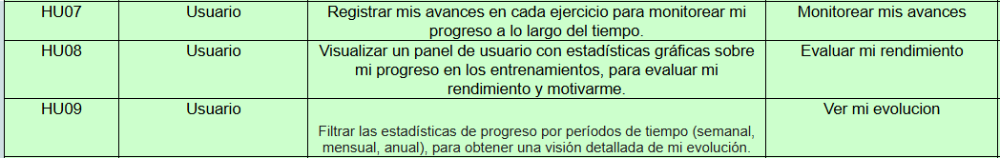 HU07 Usuario Registrar mis avances en cada ejercicio para monitorear mi Monitorear mis avances
progreso a lo largo del tiempo.
HU08 Usuario Visualizar un panel de usuario con estadísticas gráficas sobre Evaluar mi rendimiento
mi progreso en los entrenamientos, para evaluar mi
rendimiento y motivarme.
HU09 Usuario Ver mi evolucion
Filtrar las estadísticas de progreso por períodos de tiempo (semanal,
mensual, anual), para obtener una visión detallada de mi evolución.